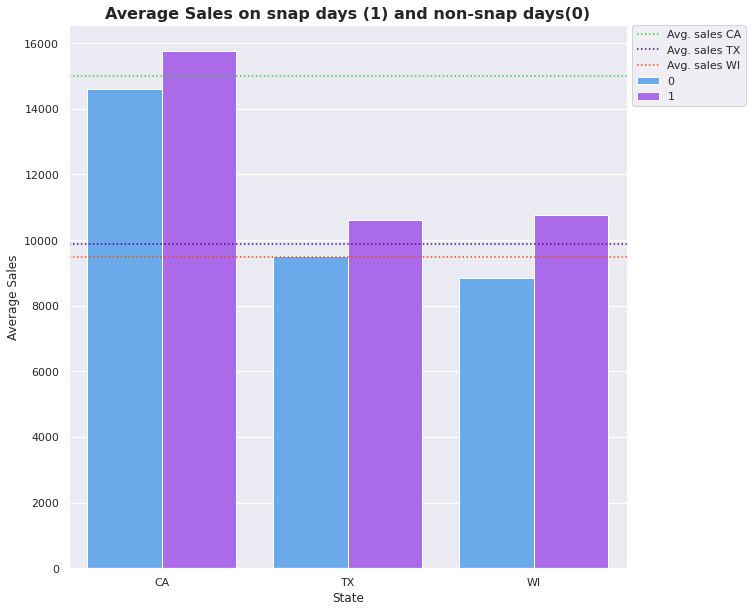 Average Sales on snap days (1) and non-snap days(0)
Avg. sales CA
Avg. sales TX
Avg. sales WI
0
1
16000
14000
12000
10000
8000
6000
4000
2000
0
Average Sales
CA TX WI
State